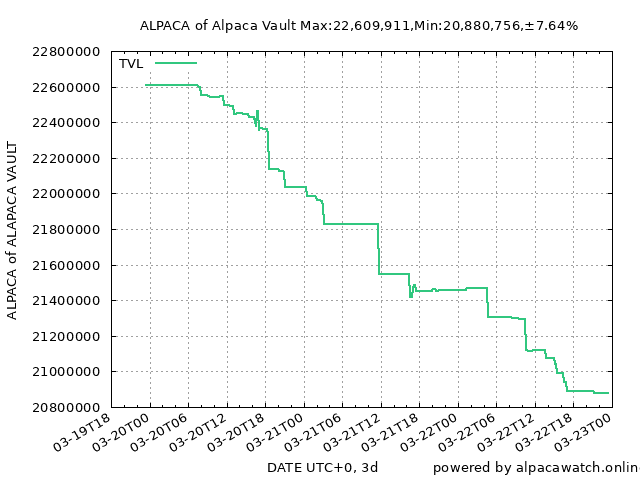 ALPACA of Alpaca Vault Max:22,609,911,Min:20,880,756,±7.64%
TVL
22800000
22600000
22400000
22200000
22000000
21800000
21600000
21400000
21200000
21000000
20800000
ALPACA of ALAPACA VAULT
03-19T18
03-20T00
03-20T06
03-20T12
03-20T18
03-21T00
03-21T06
03-21T12
03-21T18
03-22T00
03-22T06
03-22T12
03-22T18
03-23T00
DATE UTC+0, 3d
powered by alpacawatch.online